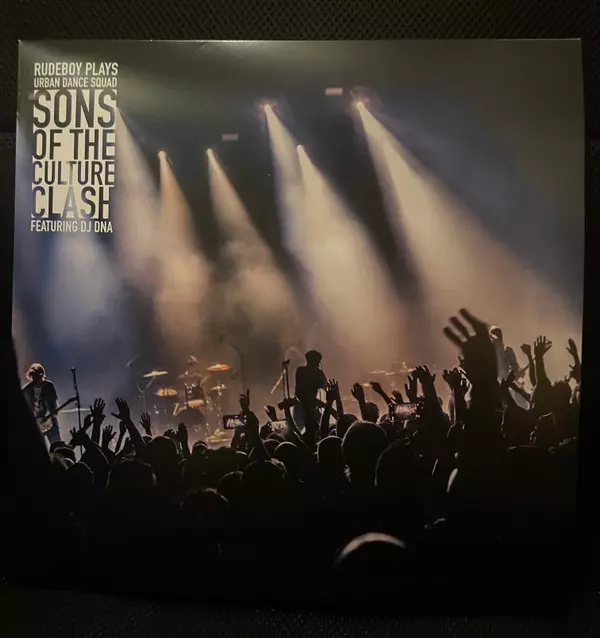 RUDEBOY PLAYS
URBAN DANCE SQUAD
SONS
OF THE
CULTURE
CLASH
FEATURING DJ DNA